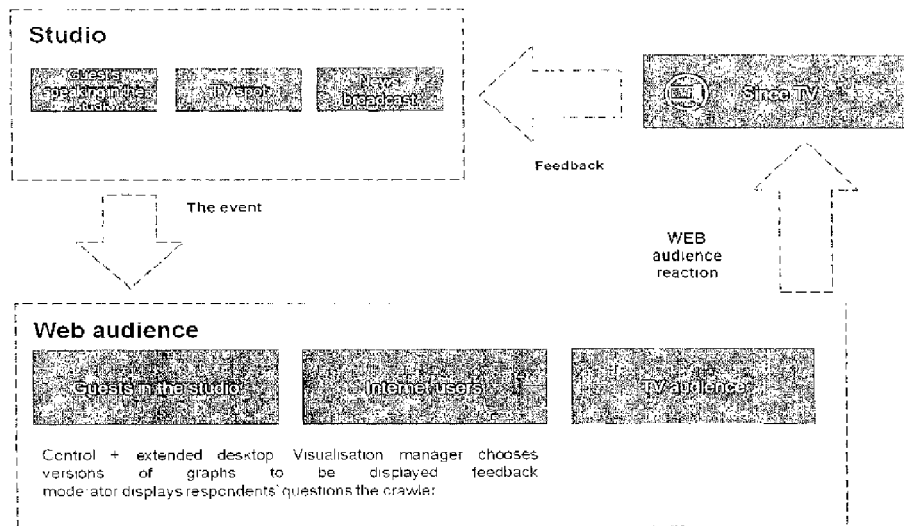 Studio
Guests
speaking in the
studio
TV spot
News
broadcast
Since TV
Feedback
The event
WEB
audience
reaction
Web audience
Guests in the studio
Internet users
TV audience
Control + extended desktop Visualisation manager chooses
versions of graphs to be displayed feedback
moderator displays respondents' questions the crawler